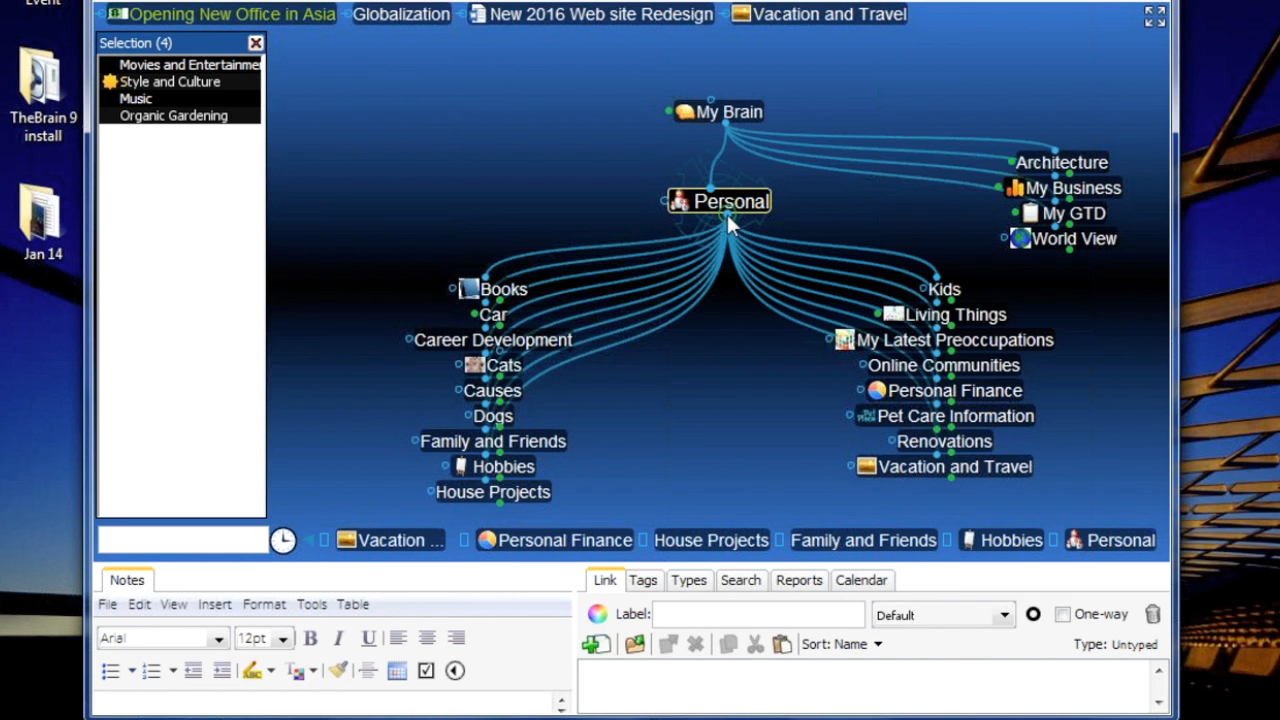 Event
TheBrain 9
install
Jan 14
Opening New Office in Asia
Globalization
New 2016 Web site Redesign
Vacation and Travel
Selection (4)
Movies and Entertainme
Style and Culture
Music
Organic Gardening
My Brain
Personal
Architecture
My Business
My GTD
World View
Books
Car
Career Development
Cats
Causes
Dogs
Family and Friends
Hobbies
House Projects
Kids
Living Things
My Latest Preoccupations
Online Communities
Personal Finance
Pet Care Information
Renovations
Vacation and Travel
Vacation ...
Personal Finance
House Projects
Family and Friends
Hobbies
Personal
Notes
File Edit View Insert Format Tools Table
Arial 12pt B I U
Link Tags Types Search Reports Calendar
Label: Default One-way
Sort: Name Type: Untyped